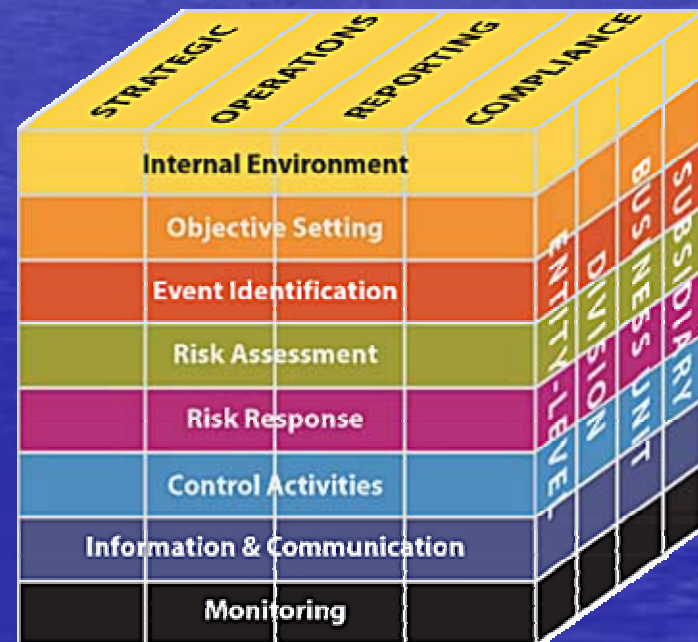 STRATEGIC
OPERATIONS
REPORTING
COMPLIANCE
Internal Environment
Objective Setting
Event Identification
Risk Assessment
Risk Response
Control Activities
Information & Communication
Monitoring
ENTITY-LEVEL
DIVISION
BUSINESS UNIT
SUBSIDIARY